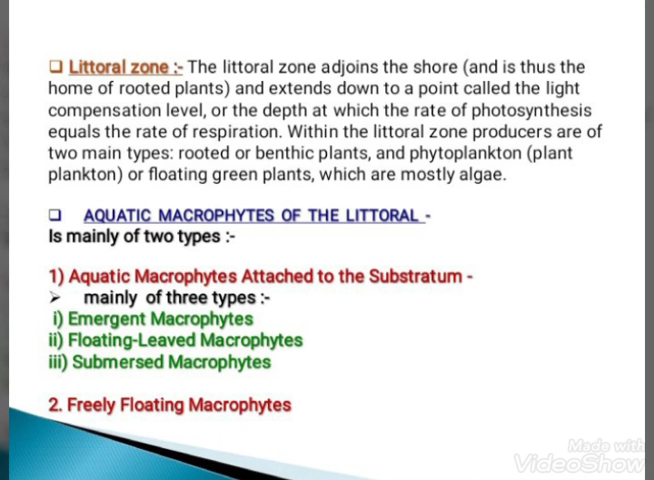 ❑ Littoral zone :- The littoral zone adjoins the shore (and is thus the
home of rooted plants) and extends down to a point called the light
compensation level, or the depth at which the rate of photosynthesis
equals the rate of respiration. Within the littoral zone producers are of
two main types: rooted or benthic plants, and phytoplankton (plant
plankton) or floating green plants, which are mostly algae.
❑ AQUATIC MACROPHYTES OF THE LITTORAL -
Is mainly of two types :-
1) Aquatic Macrophytes Attached to the Substratum -
➢ mainly of three types :-
i) Emergent Macrophytes
ii) Floating-Leaved Macrophytes
iii) Submersed Macrophytes
2. Freely Floating Macrophytes
Made with
VideoShow